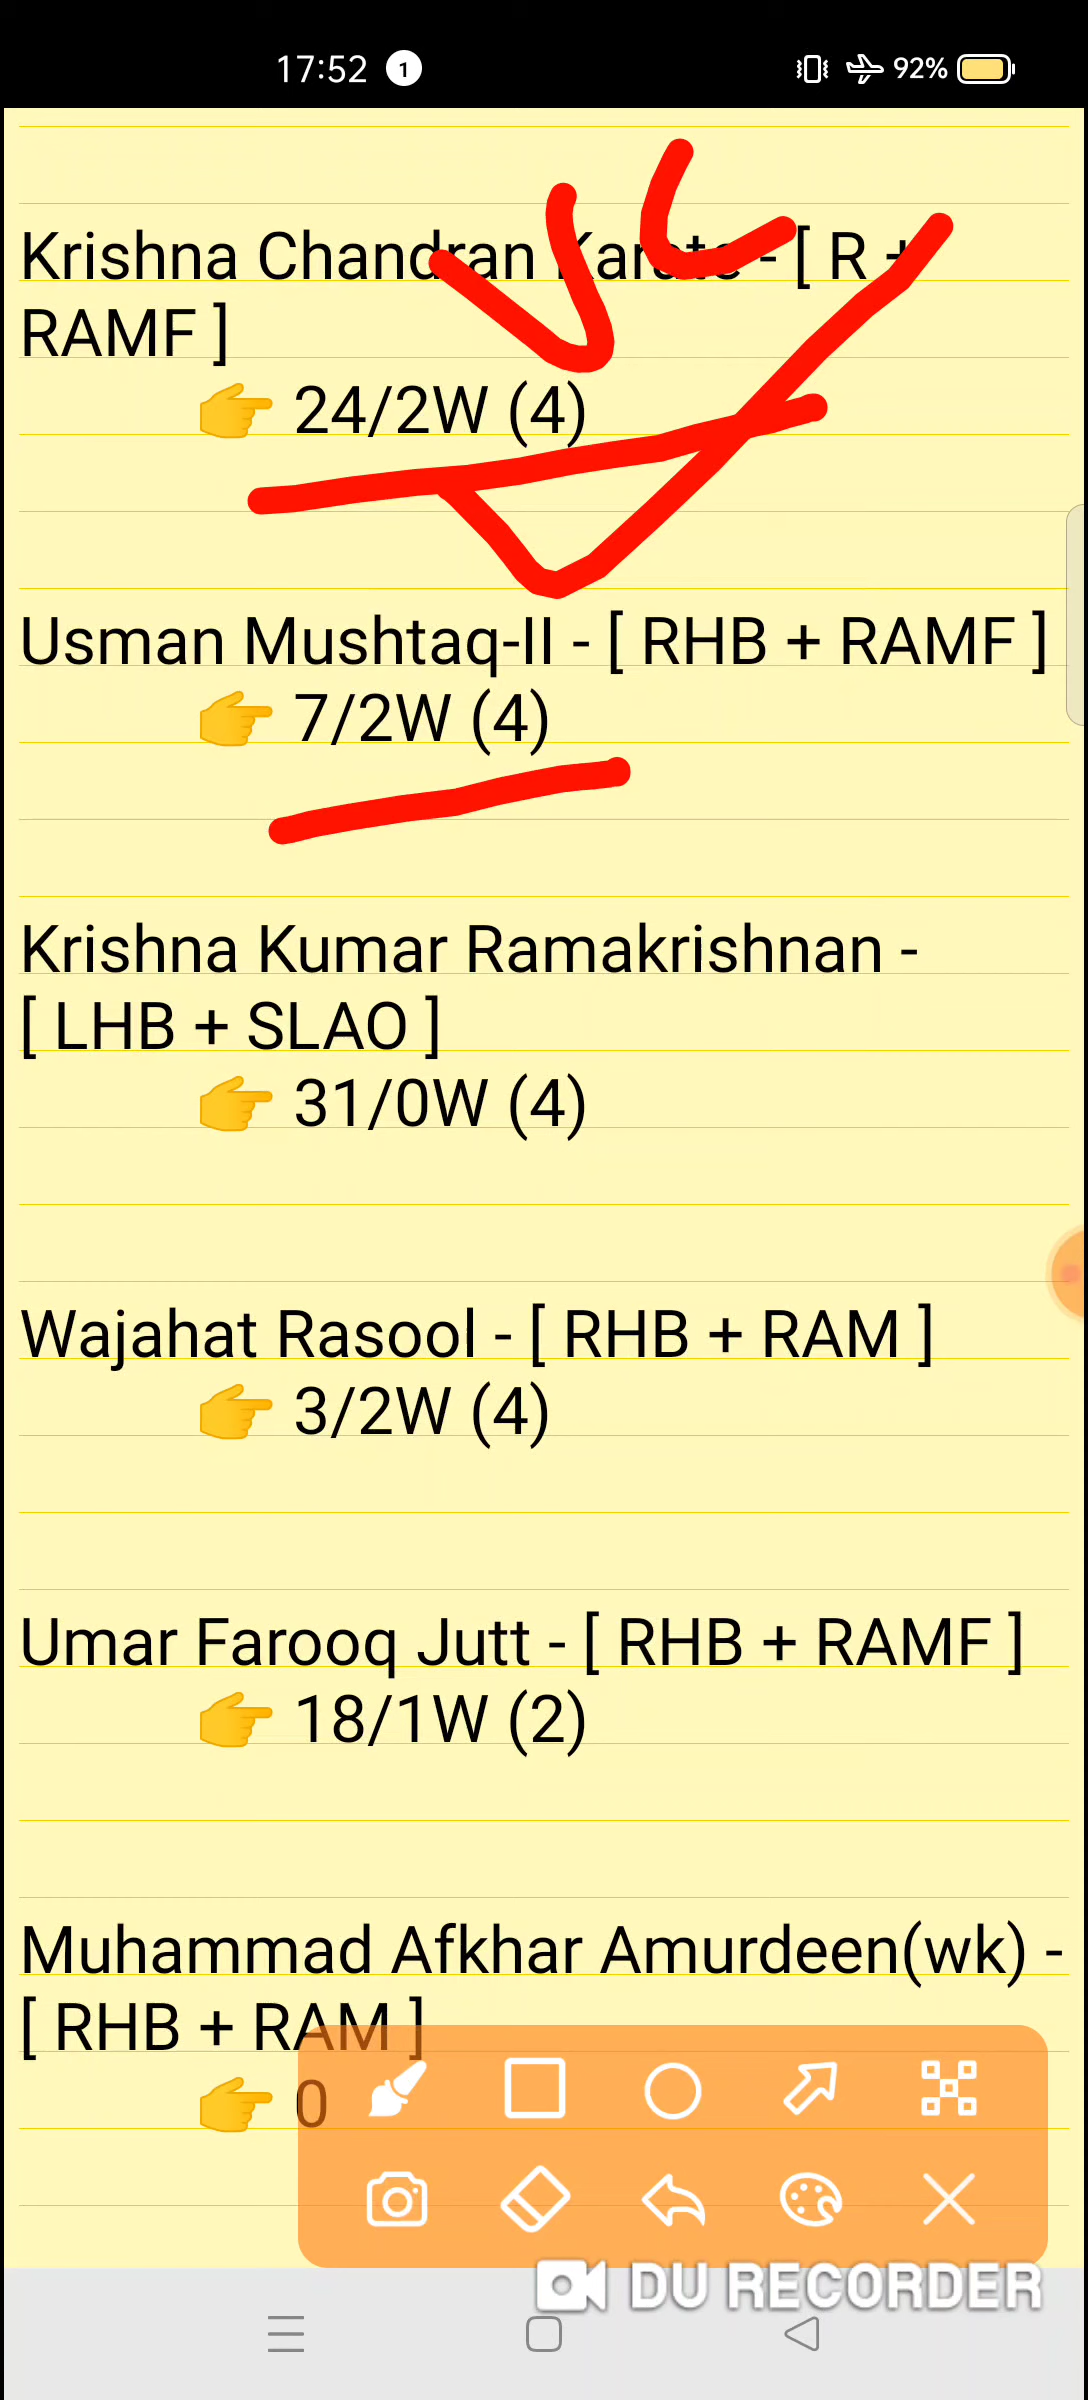 17:52 1 92%
Krishna Chandran Karate - [ R +
RAMF ]
👉 24/2W (4)
Usman Mushtaq-II - [ RHB + RAMF ]
👉 7/2W (4)
Krishna Kumar Ramakrishnan -
[ LHB + SLAO ]
👉 31/0W (4)
Wajahat Rasool - [ RHB + RAM ]
👉 3/2W (4)
Umar Farooq Jutt - [ RHB + RAMF ]
👉 18/1W (2)
Muhammad Afkhar Amurdeen(wk) -
[ RHB + RAM ]
👉 0
DU RECORDER